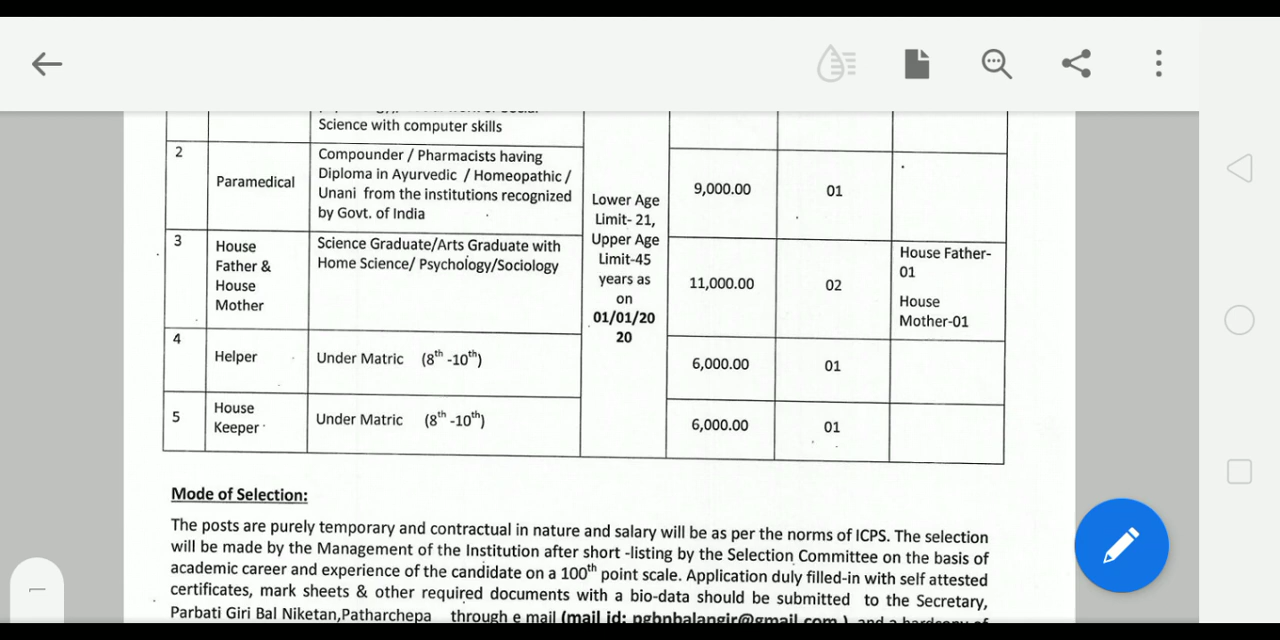 Science with computer skills
2
Paramedical
Compounder / Pharmacists having
Diploma in Ayurvedic / Homeopathic /
Unani from the institutions recognized
by Govt. of India
Lower Age
Limit- 21,
Upper Age
Limit-45
years as
on
01/01/20
20
9,000.00
01
3
House
Father &
House
Mother
Science Graduate/Arts Graduate with
Home Science/ Psychology/Sociology
11,000.00
02
House Father-
01
House
Mother-01
4
Helper
Under Matric (8th -10th)
6,000.00
01
5
House
Keeper
Under Matric (8th -10th)
6,000.00
01
Mode of Selection:
The posts are purely temporary and contractual in nature and salary will be as per the norms of ICPS. The selection
will be made by the Management of the Institution after short -listing by the Selection Committee on the basis of
academic career and experience of the candidate on a 100th point scale. Application duly filled-in with self attested
certificates, mark sheets & other required documents with a bio-data should be submitted to the Secretary,
Parbati Giri Bal Niketan,Patharchepa through e mail (mail id: pgbnbalangir@gmail.com ) and a hardcopy of